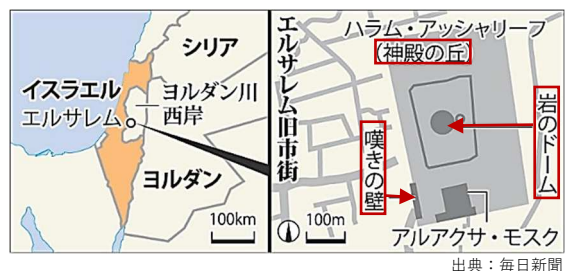 シリア
イスラエル
エルサレム
ヨルダン川
西岸
ヨルダン
100km
エルサレム旧市街
ハラム・アッシャリーフ
(神殿の丘)
岩のドーム
嘆きの壁
アルアクサ・モスク
100m
出典：毎日新聞